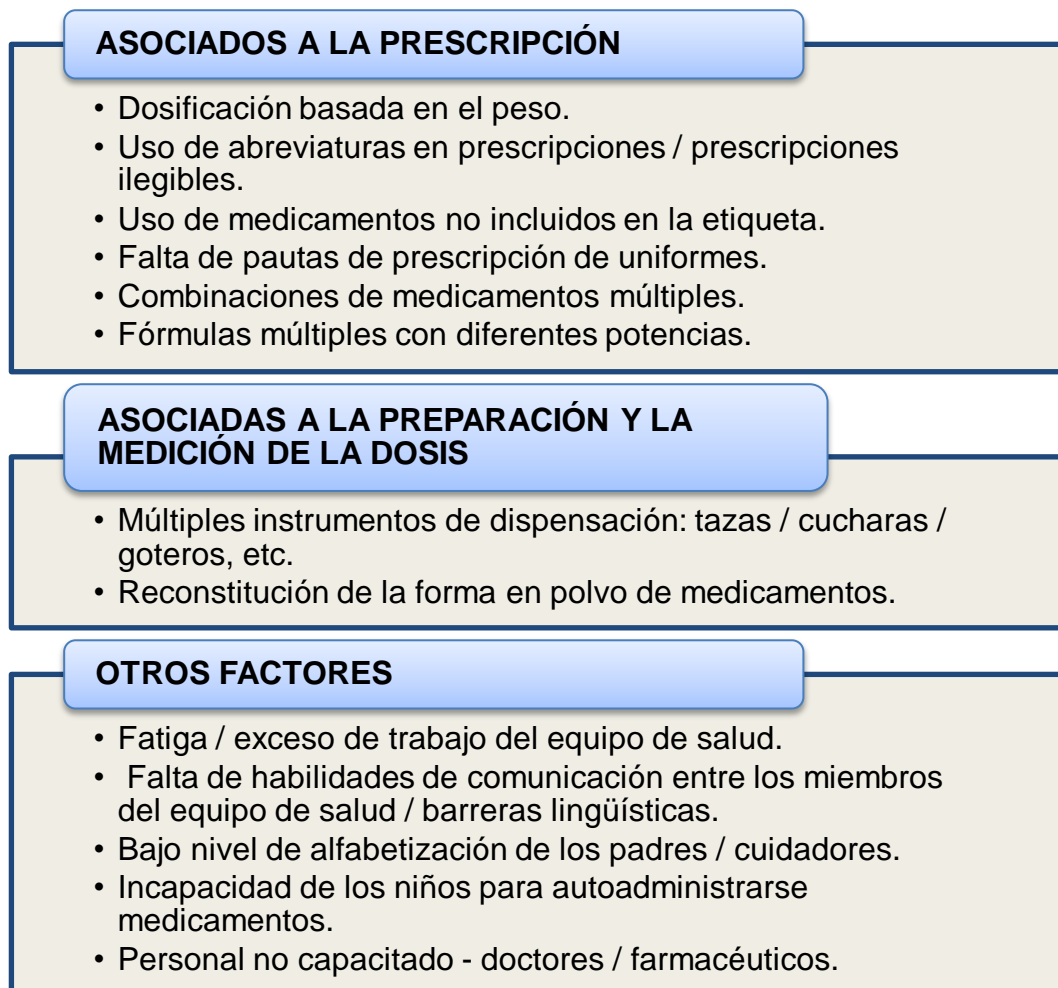 ASOCIADOS A LA PRESCRIPCIÓN
• Dosificación basada en el peso.
• Uso de abreviaturas en prescripciones / prescripciones
ilegibles.
• Uso de medicamentos no incluidos en la etiqueta.
• Falta de pautas de prescripción de uniformes.
• Combinaciones de medicamentos múltiples.
• Fórmulas múltiples con diferentes potencias.
ASOCIADAS A LA PREPARACIÓN Y LA
MEDICIÓN DE LA DOSIS
• Múltiples instrumentos de dispensación: tazas / cucharas /
goteros, etc.
• Reconstitución de la forma en polvo de medicamentos.
OTROS FACTORES
• Fatiga / exceso de trabajo del equipo de salud.
• Falta de habilidades de comunicación entre los miembros
del equipo de salud / barreras lingüísticas.
• Bajo nivel de alfabetización de los padres / cuidadores.
• Incapacidad de los niños para autoadministrarse
medicamentos.
• Personal no capacitado - doctores / farmacéuticos.